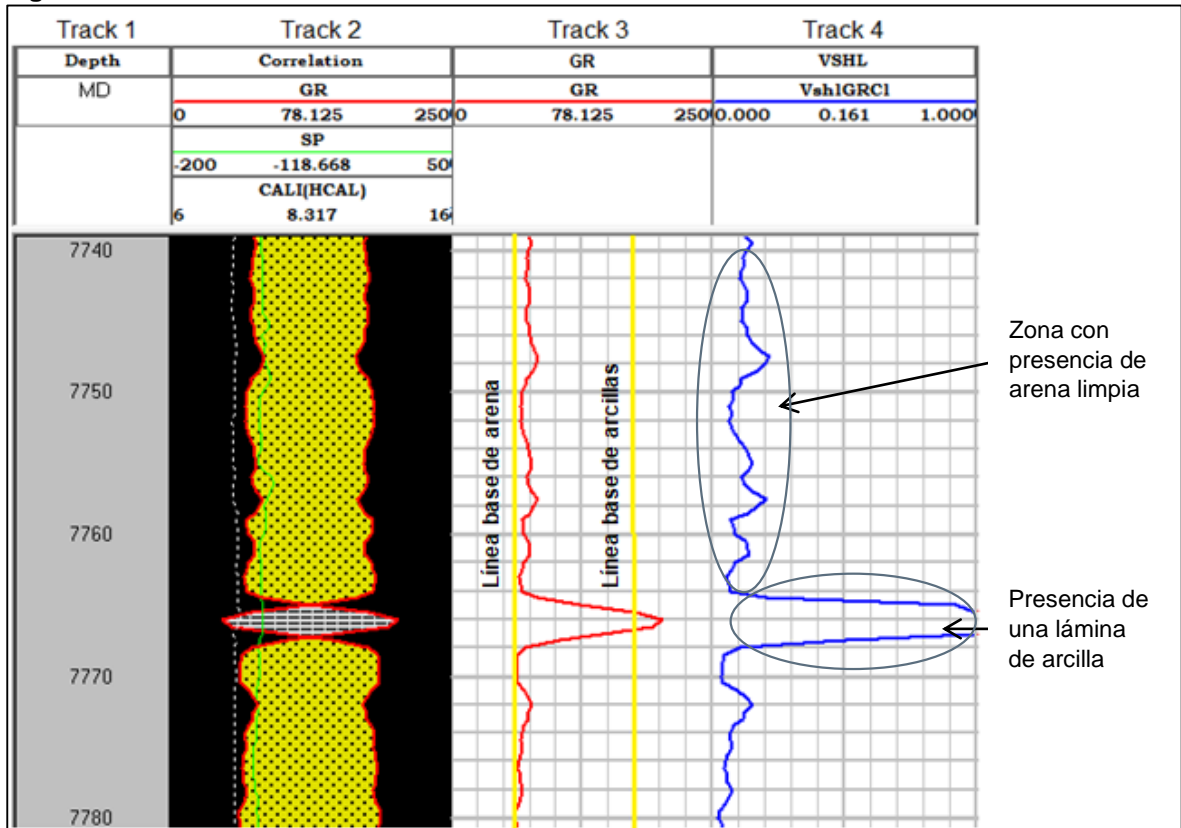 Track 1 Track 2 Track 3 Track 4
Depth Correlation GR VSHL
MD GR GR VshlGRCl
0 78.125 250 0 78.125 250 0.000 0.161 1.000
SP
-200 -118.668 50
CALI(HCAL)
6 8.317 16
7740
7750
7760
7770
7780
Línea base de arena
Línea base de arcillas
Zona con
presencia de
arena limpia
Presencia de
una lámina
de arcilla